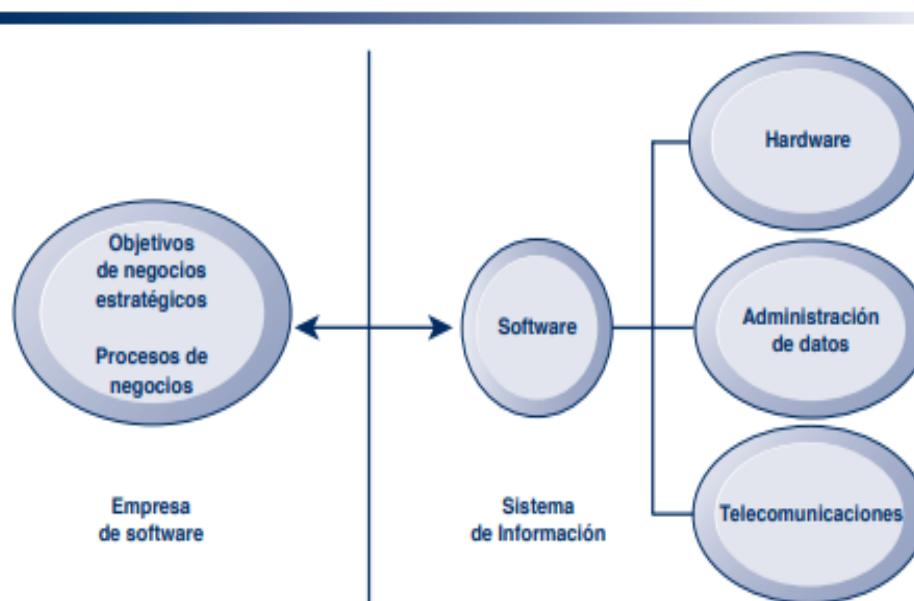 Objetivos
de negocios
estratégicos
Procesos de
negocios
Empresa
de software
Software
Sistema
de Información
Hardware
Administración
de datos
Telecomunicaciones